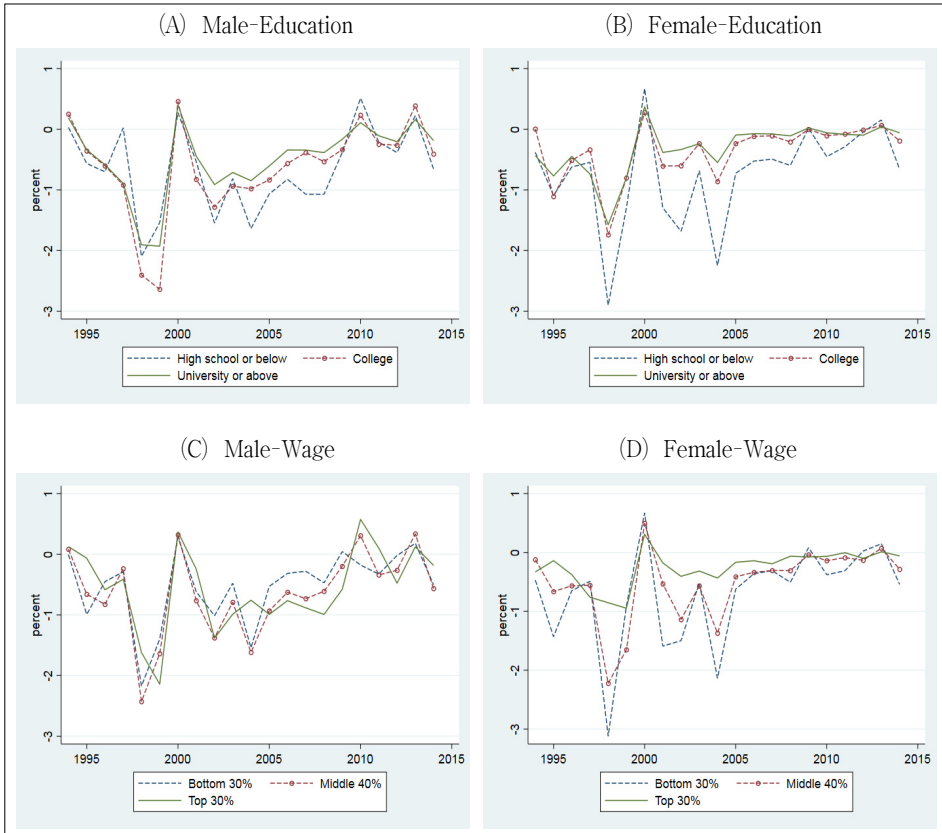 (A) Male-Education
percent
1
0
-1
-2
-3
1995 2000 2005 2010 2015
High school or below College
University or above
(B) Female-Education
percent
1
0
-1
-2
-3
1995 2000 2005 2010 2015
High school or below College
University or above
(C) Male-Wage
percent
1
0
-1
-2
-3
1995 2000 2005 2010 2015
Bottom 30% Middle 40%
Top 30%
(D) Female-Wage
percent
1
0
-1
-2
-3
1995 2000 2005 2010 2015
Bottom 30% Middle 40%
Top 30%